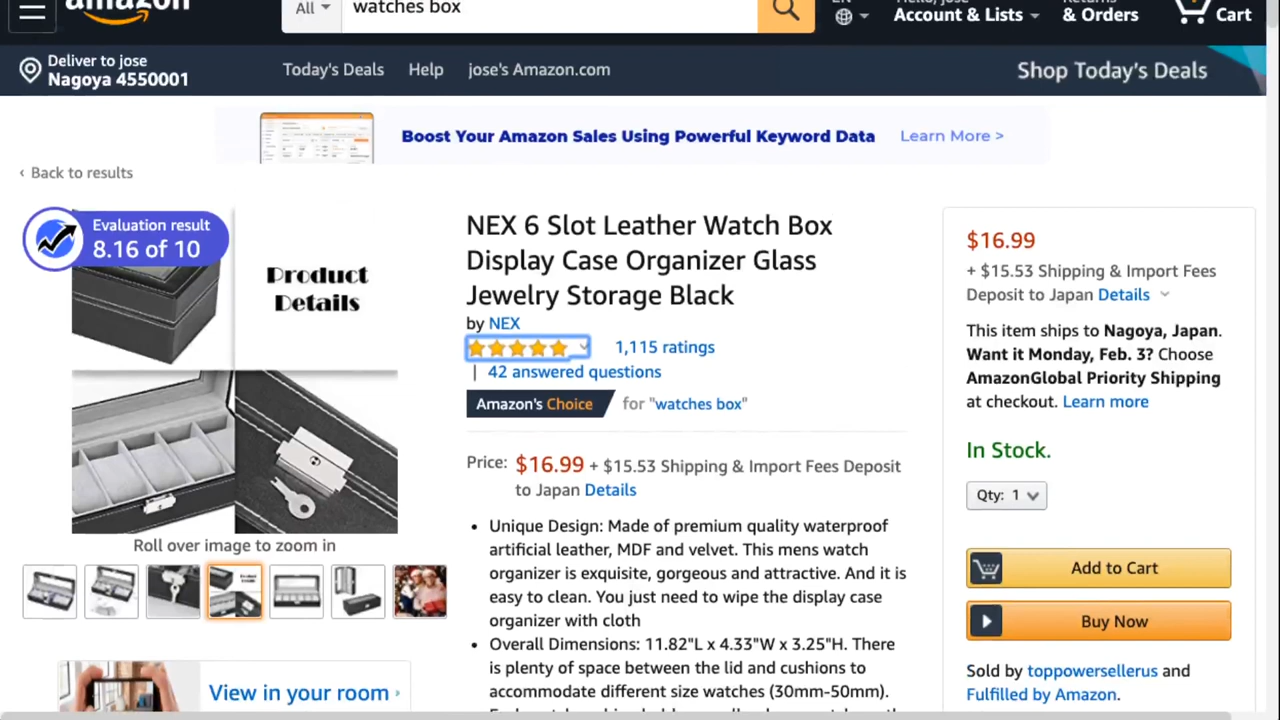 amazon
All
watches box
EN
Hello, jose
Account & Lists
Returns
& Orders
Cart
Deliver to jose
Nagoya 4550001
Today's Deals
Help
jose's Amazon.com
Shop Today's Deals
Boost Your Amazon Sales Using Powerful Keyword Data
Learn More >
‹ Back to results
Evaluation result
8.16 of 10
Product
Details
Roll over image to zoom in
View in your room ›
NEX 6 Slot Leather Watch Box
Display Case Organizer Glass
Jewelry Storage Black
by NEX
1,115 ratings
| 42 answered questions
Amazon's Choice for "watches box"
Price: $16.99 + $15.53 Shipping & Import Fees Deposit
to Japan Details
• Unique Design: Made of premium quality waterproof
artificial leather, MDF and velvet. This mens watch
organizer is exquisite, gorgeous and attractive. And it is
easy to clean. You just need to wipe the display case
organizer with cloth
• Overall Dimensions: 11.82"L x 4.33"W x 3.25"H. There
is plenty of space between the lid and cushions to
accommodate different size watches (30mm-50mm).
$16.99
+ $15.53 Shipping & Import Fees
Deposit to Japan Details
This item ships to Nagoya, Japan.
Want it Monday, Feb. 3? Choose
AmazonGlobal Priority Shipping
at checkout. Learn more
In Stock.
Qty: 1
Add to Cart
Buy Now
Sold by toppowersellerus and
Fulfilled by Amazon.